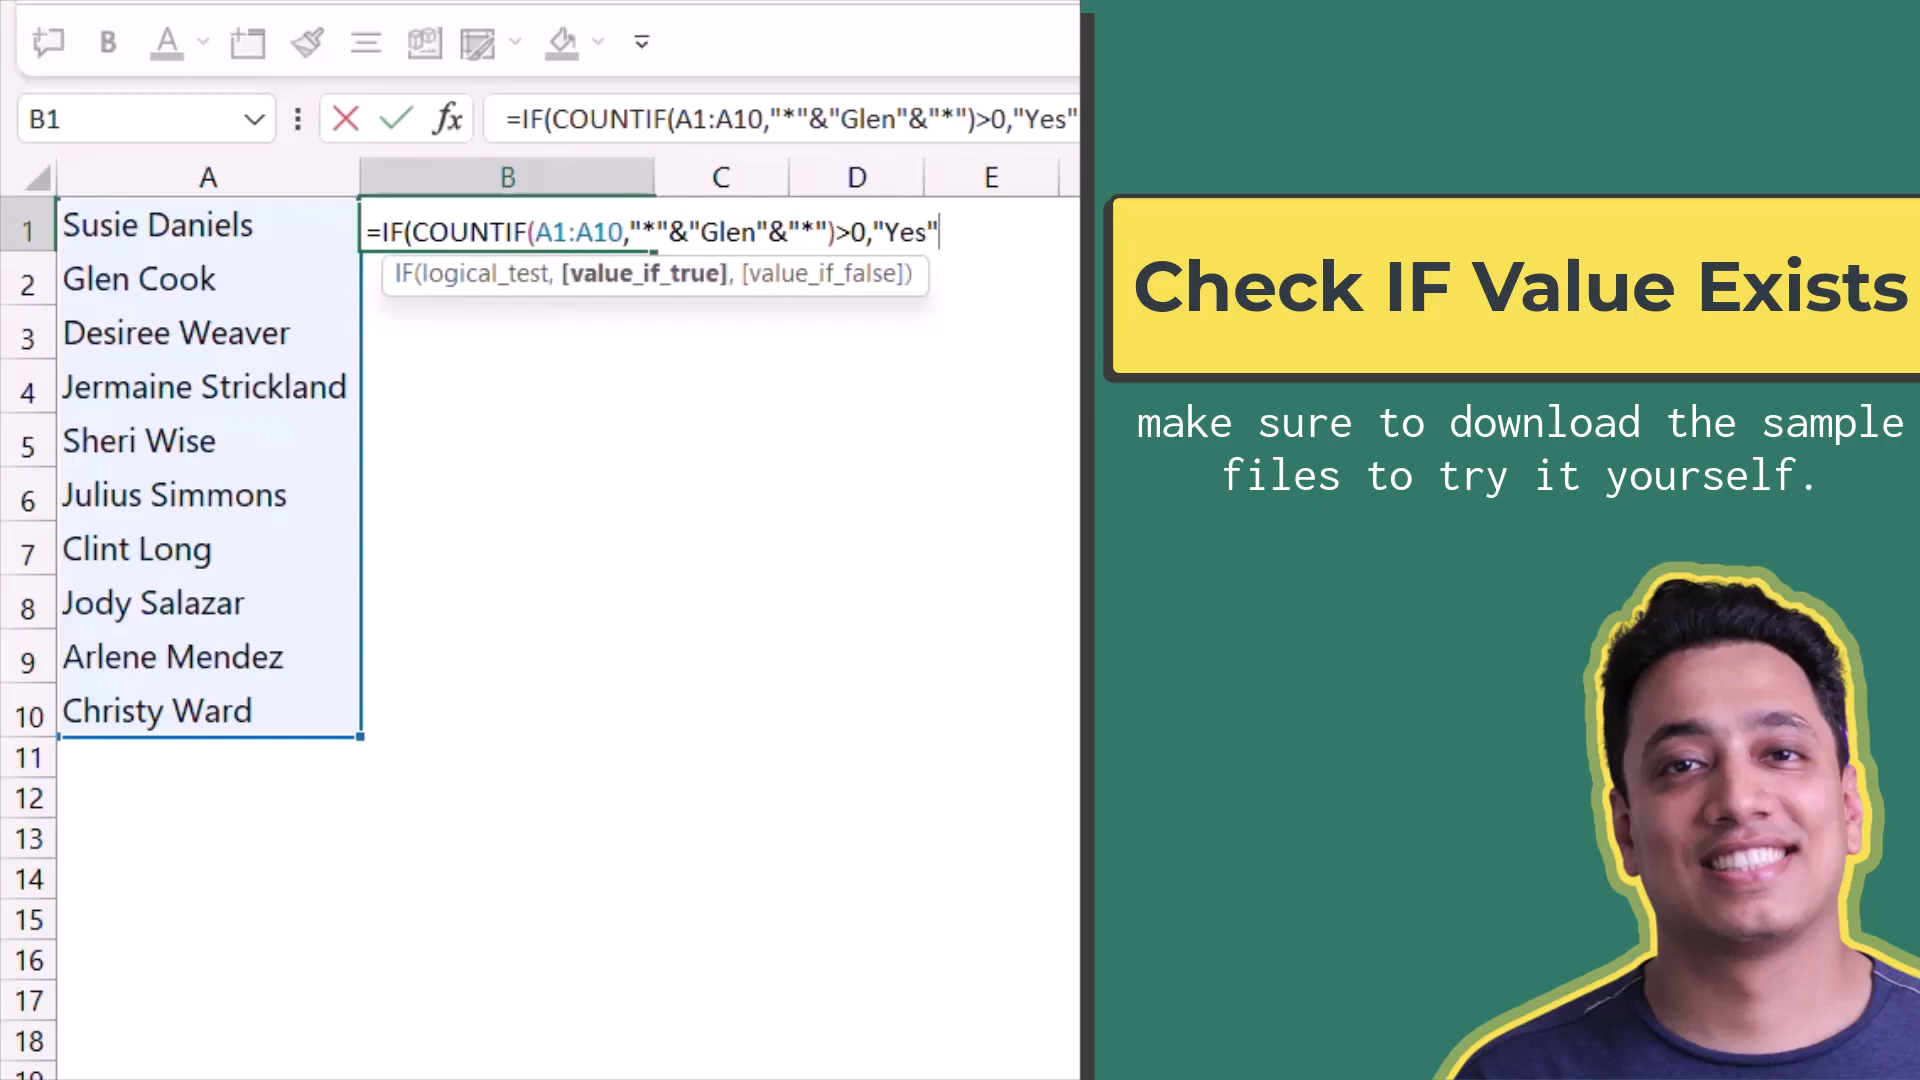 B
A
B1
fx
=IF(COUNTIF(A1:A10,"*"&"Glen"&"*")>0,"Yes"
A B C D E
1 Susie Daniels =IF(COUNTIF(A1:A10,"*"&"Glen"&"*")>0,"Yes"
IF(logical_test, [value_if_true], [value_if_false])
2 Glen Cook
3 Desiree Weaver
4 Jermaine Strickland
5 Sheri Wise
6 Julius Simmons
7 Clint Long
8 Jody Salazar
9 Arlene Mendez
10 Christy Ward
11
12
13
14
15
16
17
18
19
Check IF Value Exists
make sure to download the sample
files to try it yourself.